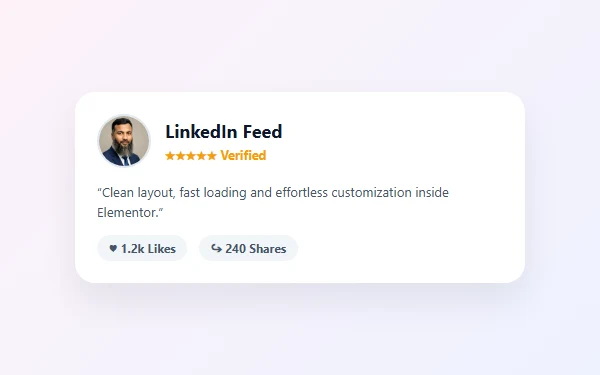 LinkedIn Feed
★★★★★ Verified
“Clean layout, fast loading and effortless customization inside
Elementor.”
♥ 1.2k Likes
↪ 240 Shares